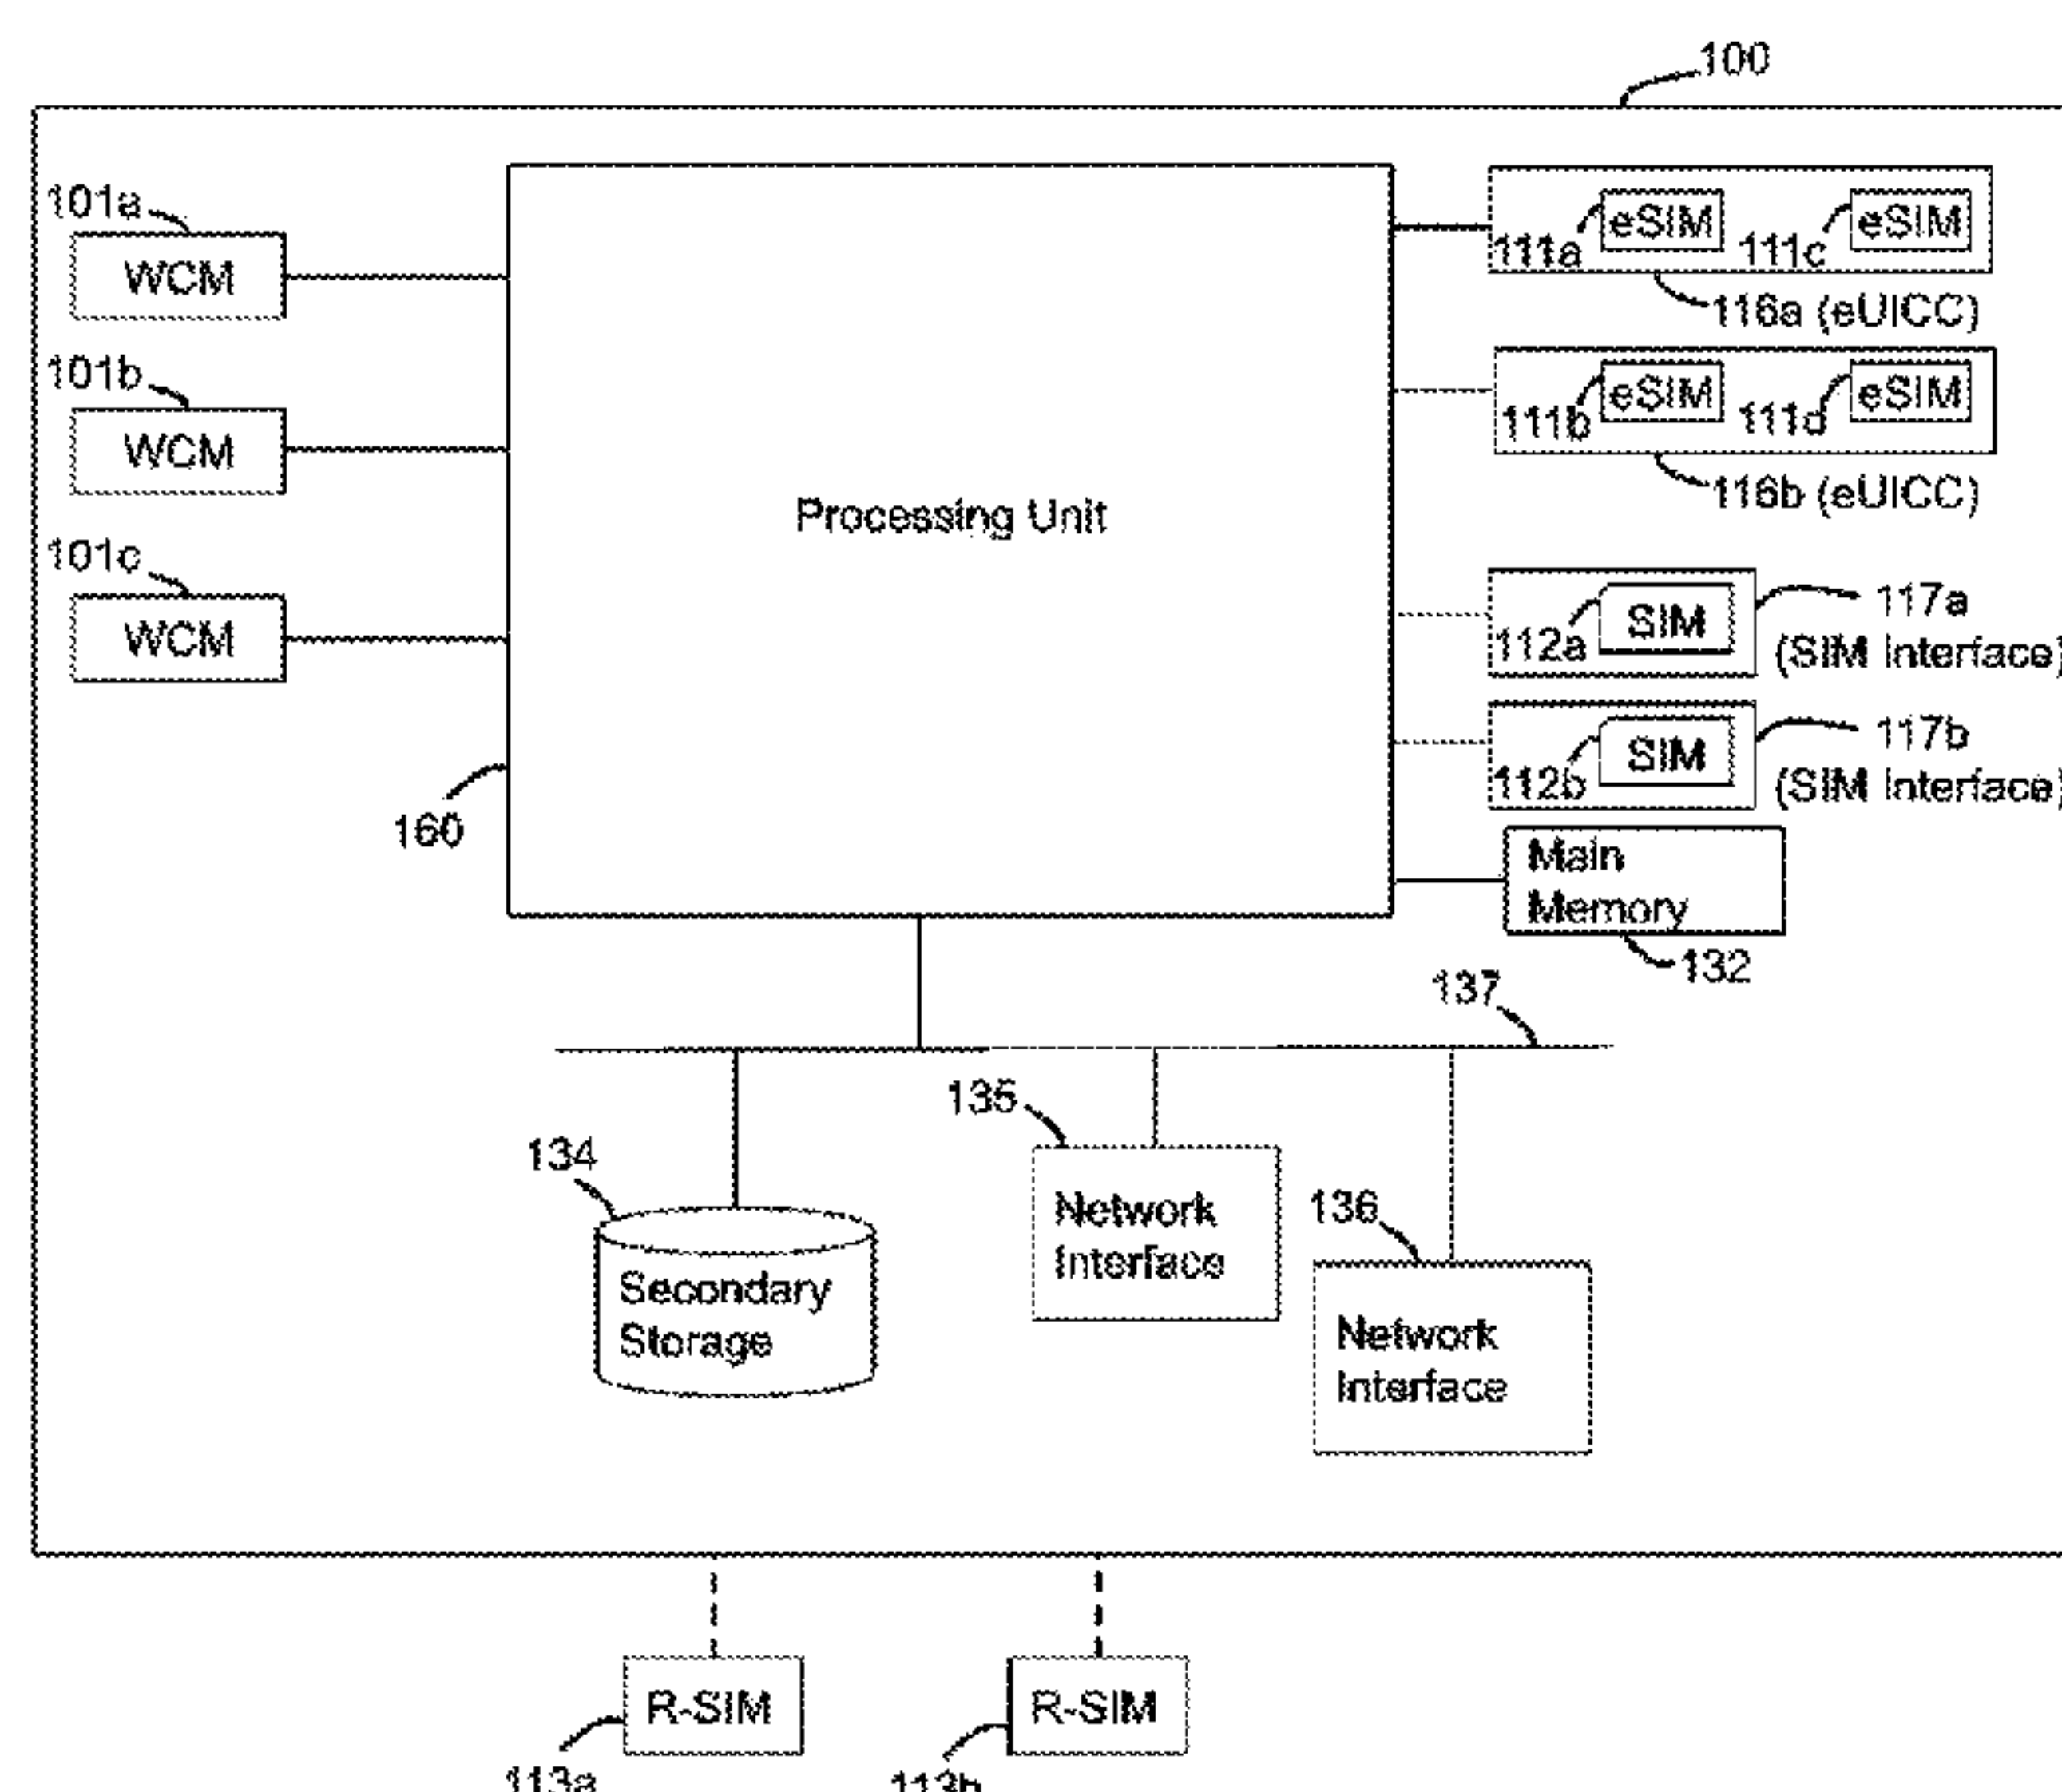 100
101a
WCM
101b
WCM
101c
WCM
Processing Unit
160
eSIM
eSIM
111a
111c
116a (eUICC)
eSIM
eSIM
111b
111d
116b (eUICC)
SIM
112a
117a
(SIM Interface)
SIM
112b
117b
(SIM Interface)
Main
Memory
132
137
135
134
Network
Interface
136
Secondary
Storage
Network
Interface
R-SIM
R-SIM
113a
113b